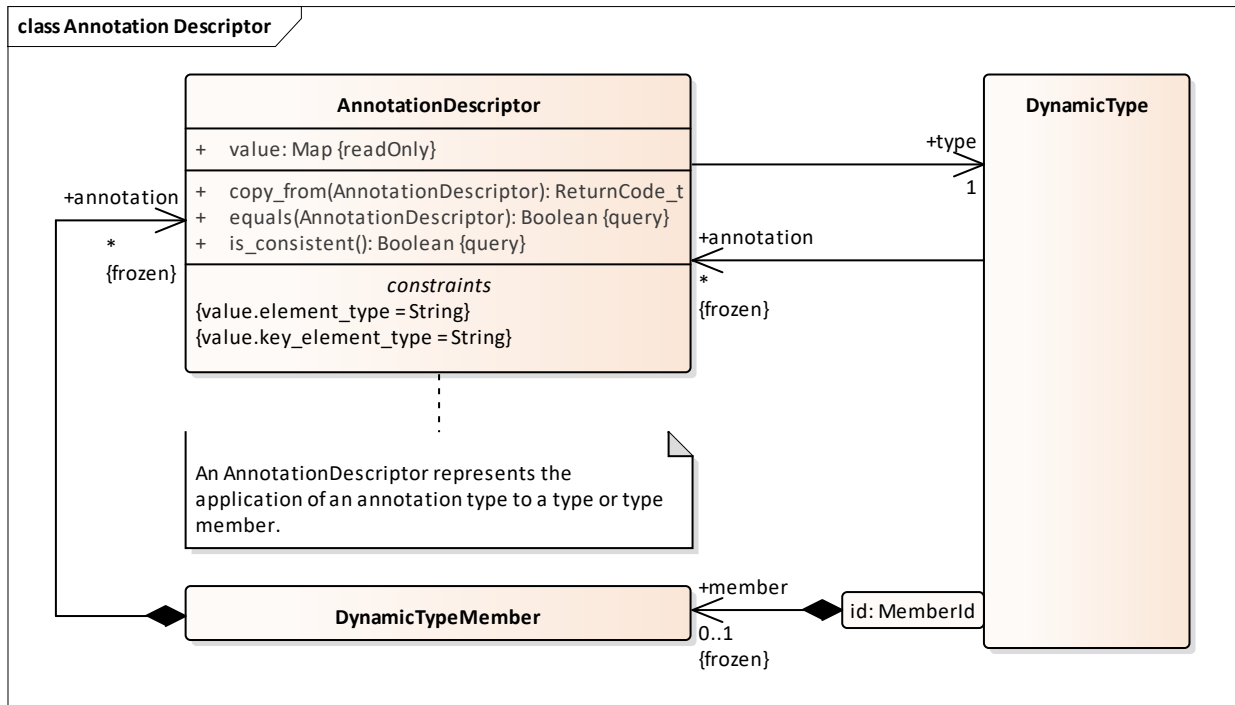 class Annotation Descriptor
AnnotationDescriptor
+ value: Map {readOnly}
+ copy_from(AnnotationDescriptor): ReturnCode_t
+ equals(AnnotationDescriptor): Boolean {query}
+ is_consistent(): Boolean {query}
constraints
{value.element_type = String}
{value.key_element_type = String}
DynamicType
+type
1
+annotation
*
{frozen}
+annotation
*
{frozen}
An AnnotationDescriptor represents the
application of an annotation type to a type or type
member.
DynamicTypeMember
+member
0..1
{frozen}
id: MemberId